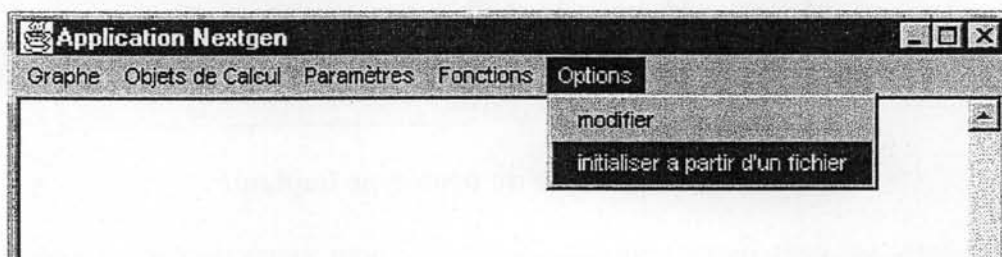 Application Nextgen
Graphe Objets de Calcul Paramètres Fonctions Options
modifier
initialiser a partir d'un fichier